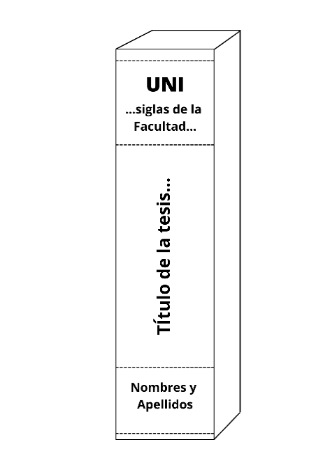 UNI
...siglas de la
Facultad...
Título de la tesis...
Nombres y
Apellidos